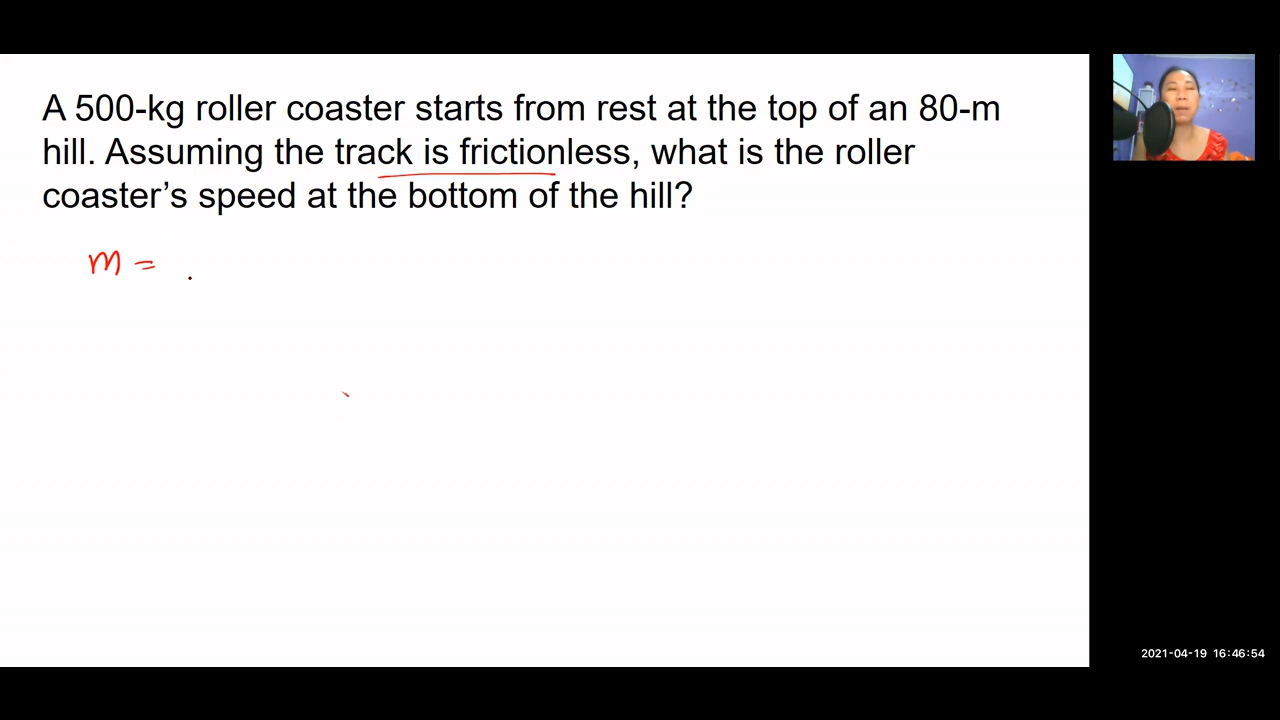 A 500-kg roller coaster starts from rest at the top of an 80-m
hill. Assuming the track is frictionless, what is the roller
coaster’s speed at the bottom of the hill?
m =
2021-04-19 16:46:54